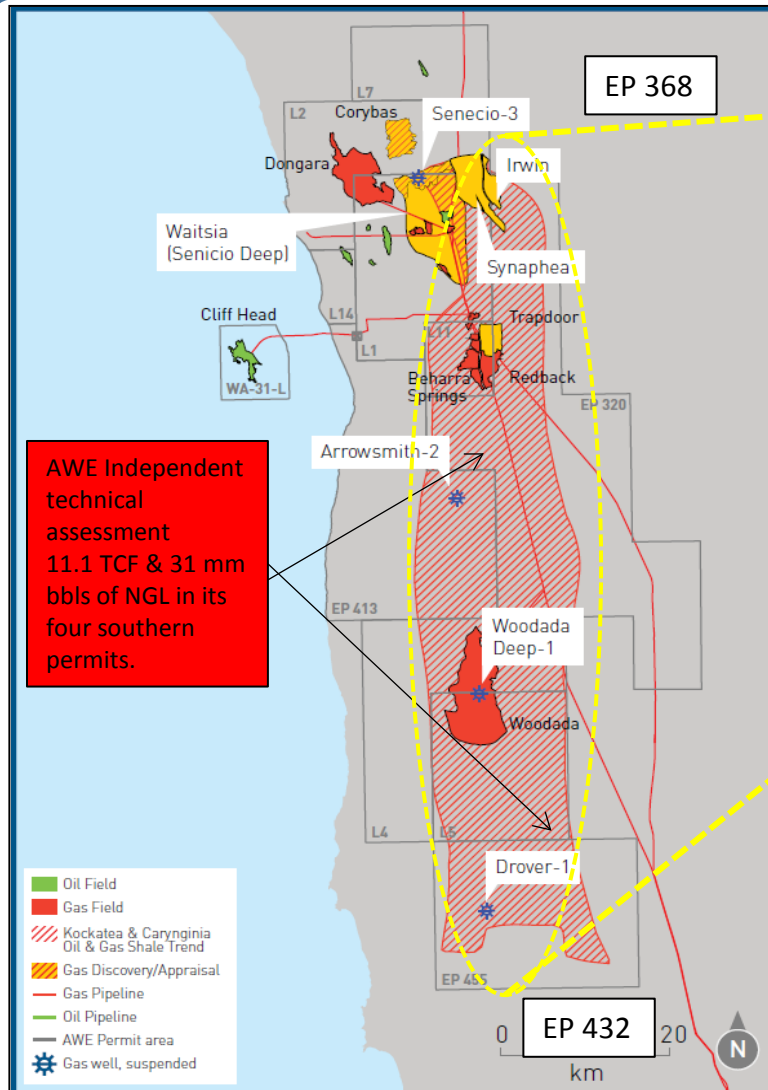 EP 368
L7
L2
Corybas
Senecio-3
Dongara
Irwin
Waitsia
(Senicio Deep)
Synaphea
Cliff Head
L14
L11
Trapdoor
L1
WA-31-L
Beharra
Springs
Redback
EP 320
Arrowsmith-2
AWE Independent
technical
assessment
11.1 TCF & 31 mm
bbls of NGL in its
four southern
permits.
EP 413
Woodada
Deep-1
Woodada
L4
L5
Drover-1
Oil Field
Gas Field
Kockatea & Carynginia
Oil & Gas Shale Trend
Gas Discovery/Appraisal
Gas Pipeline
Oil Pipeline
AWE Permit area
Gas well, suspended
EP 455
EP 432
0
20
km
N